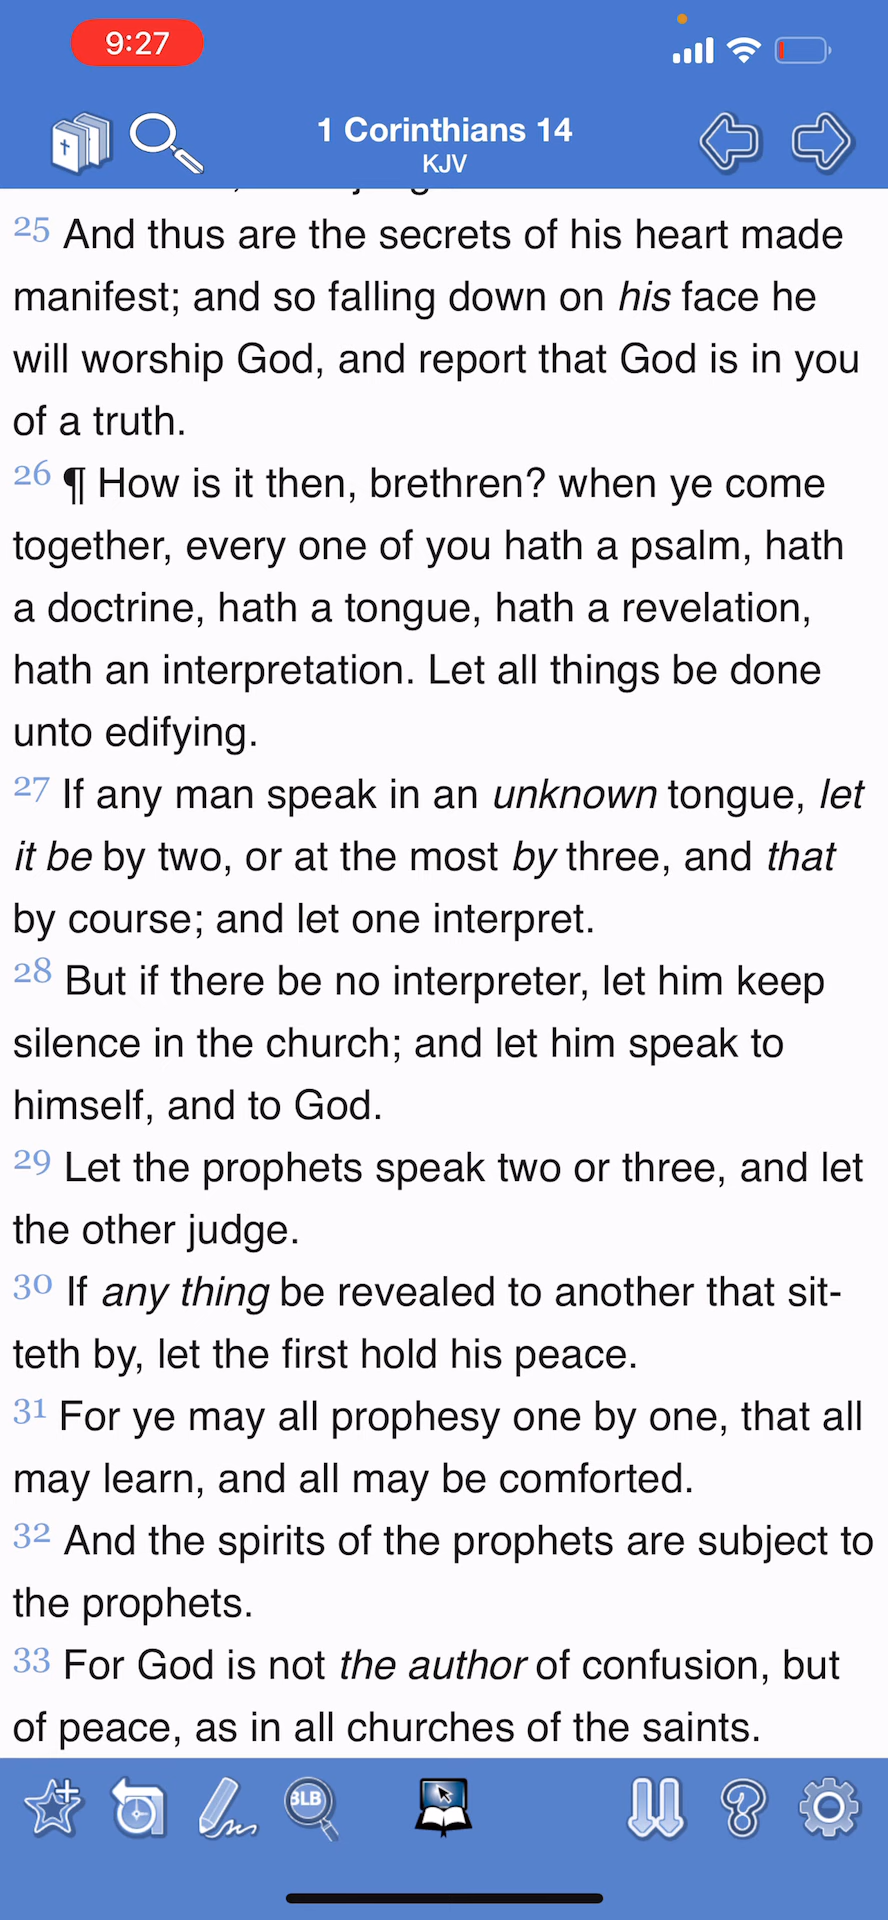 9:27
1 Corinthians 14
KJV
25 And thus are the secrets of his heart made
manifest; and so falling down on his face he
will worship God, and report that God is in you
of a truth.
26 ¶ How is it then, brethren? when ye come
together, every one of you hath a psalm, hath
a doctrine, hath a tongue, hath a revelation,
hath an interpretation. Let all things be done
unto edifying.
27 If any man speak in an unknown tongue, let
it be by two, or at the most by three, and that
by course; and let one interpret.
28 But if there be no interpreter, let him keep
silence in the church; and let him speak to
himself, and to God.
29 Let the prophets speak two or three, and let
the other judge.
30 If any thing be revealed to another that sit-
teth by, let the first hold his peace.
31 For ye may all prophesy one by one, that all
may learn, and all may be comforted.
32 And the spirits of the prophets are subject to
the prophets.
33 For God is not the author of confusion, but
of peace, as in all churches of the saints.
BLB